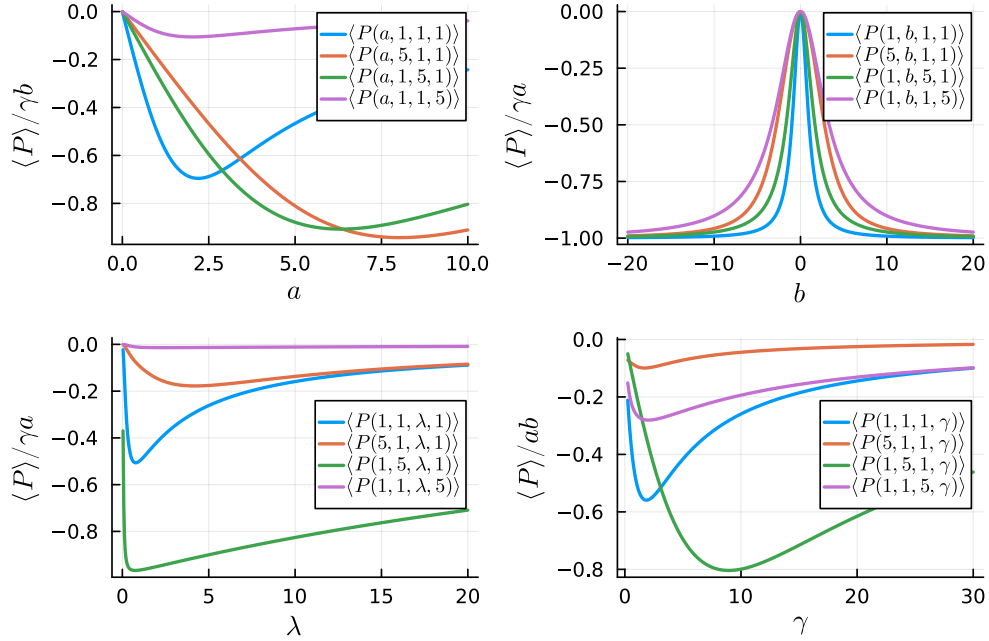 ⟨P⟩/γb
0.0
−0.2
−0.4
−0.6
−0.8
0.0
2.5
5.0
7.5
10.0
a
⟨P(a, 1, 1, 1)⟩
⟨P(a, 5, 1, 1)⟩
⟨P(a, 1, 5, 1)⟩
⟨P(a, 1, 1, 5)⟩
⟨P⟩/γa
0.00
−0.25
−0.50
−0.75
−1.00
−20
−10
0
10
20
b
⟨P(1, b, 1, 1)⟩
⟨P(5, b, 1, 1)⟩
⟨P(1, b, 5, 1)⟩
⟨P(1, b, 1, 5)⟩
⟨P⟩/γa
0.0
−0.2
−0.4
−0.6
−0.8
0
5
10
15
20
λ
⟨P(1, 1, λ, 1)⟩
⟨P(5, 1, λ, 1)⟩
⟨P(1, 5, λ, 1)⟩
⟨P(1, 1, λ, 5)⟩
⟨P⟩/ab
0.0
−0.2
−0.4
−0.6
−0.8
0
10
20
30
γ
⟨P(1, 1, 1, γ)⟩
⟨P(5, 1, 1, γ)⟩
⟨P(1, 5, 1, γ)⟩
⟨P(1, 1, 5, γ)⟩